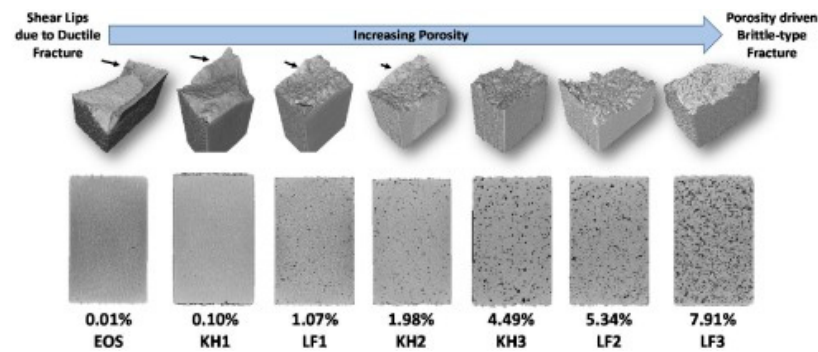 Shear Lips
due to Ductile
Fracture
Increasing Porosity
Porosity driven
Brittle-type
Fracture
0.01% 0.10% 1.07% 1.98% 4.49% 5.34% 7.91%
EOS KH1 LF1 KH2 KH3 LF2 LF3